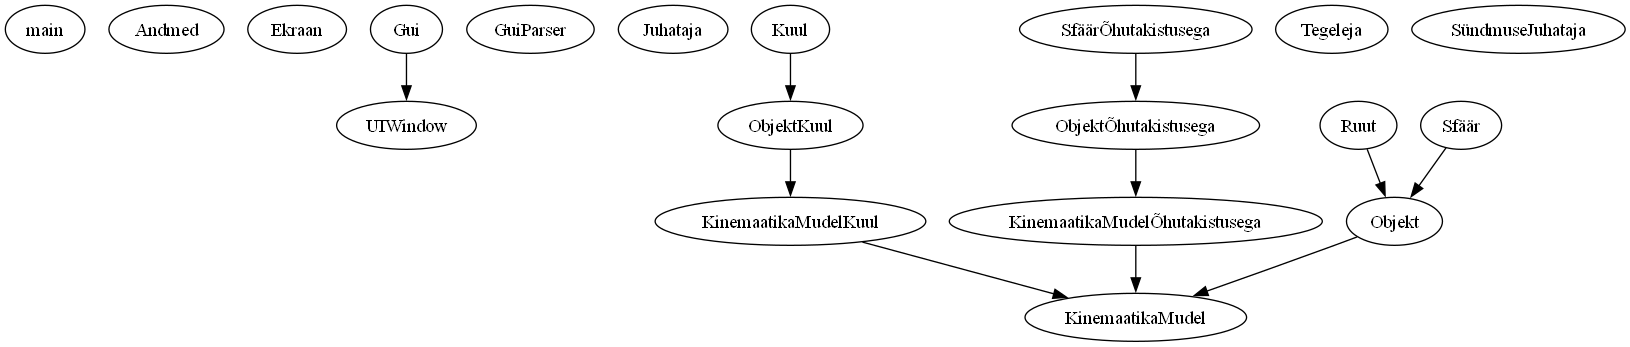 main
Andmed
Ekraan
Gui
GuiParser
Juhataja
Kuul
SfäärÕhutakistusega
Tegeleja
SündmuseJuhataja
UIWindow
ObjektKuul
ObjektÕhutakistusega
Ruut
Sfäär
KinemaatikaMudelKuul
KinemaatikaMudelÕhutakistusega
Objekt
KinemaatikaMudel